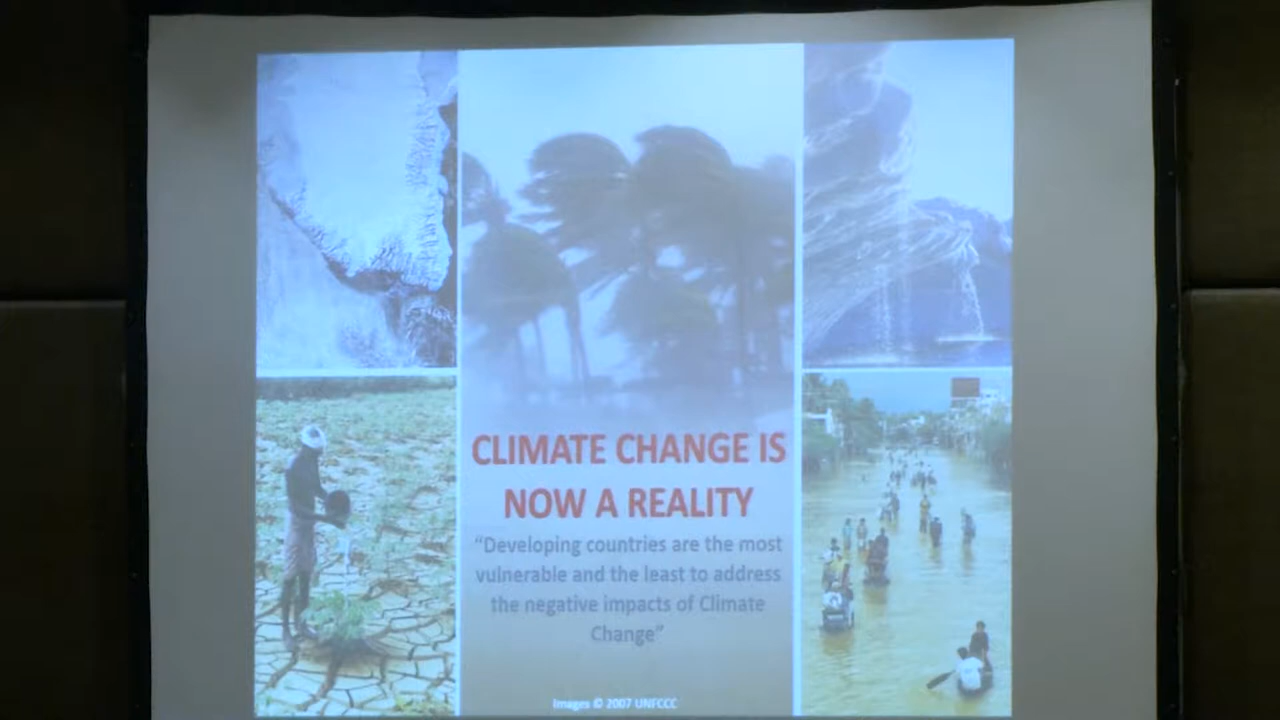 CLIMATE CHANGE IS
NOW A REALITY
“Developing countries are the most
vulnerable and the least to address
the negative impacts of Climate
Change”
Images © 2007 UNFCCC